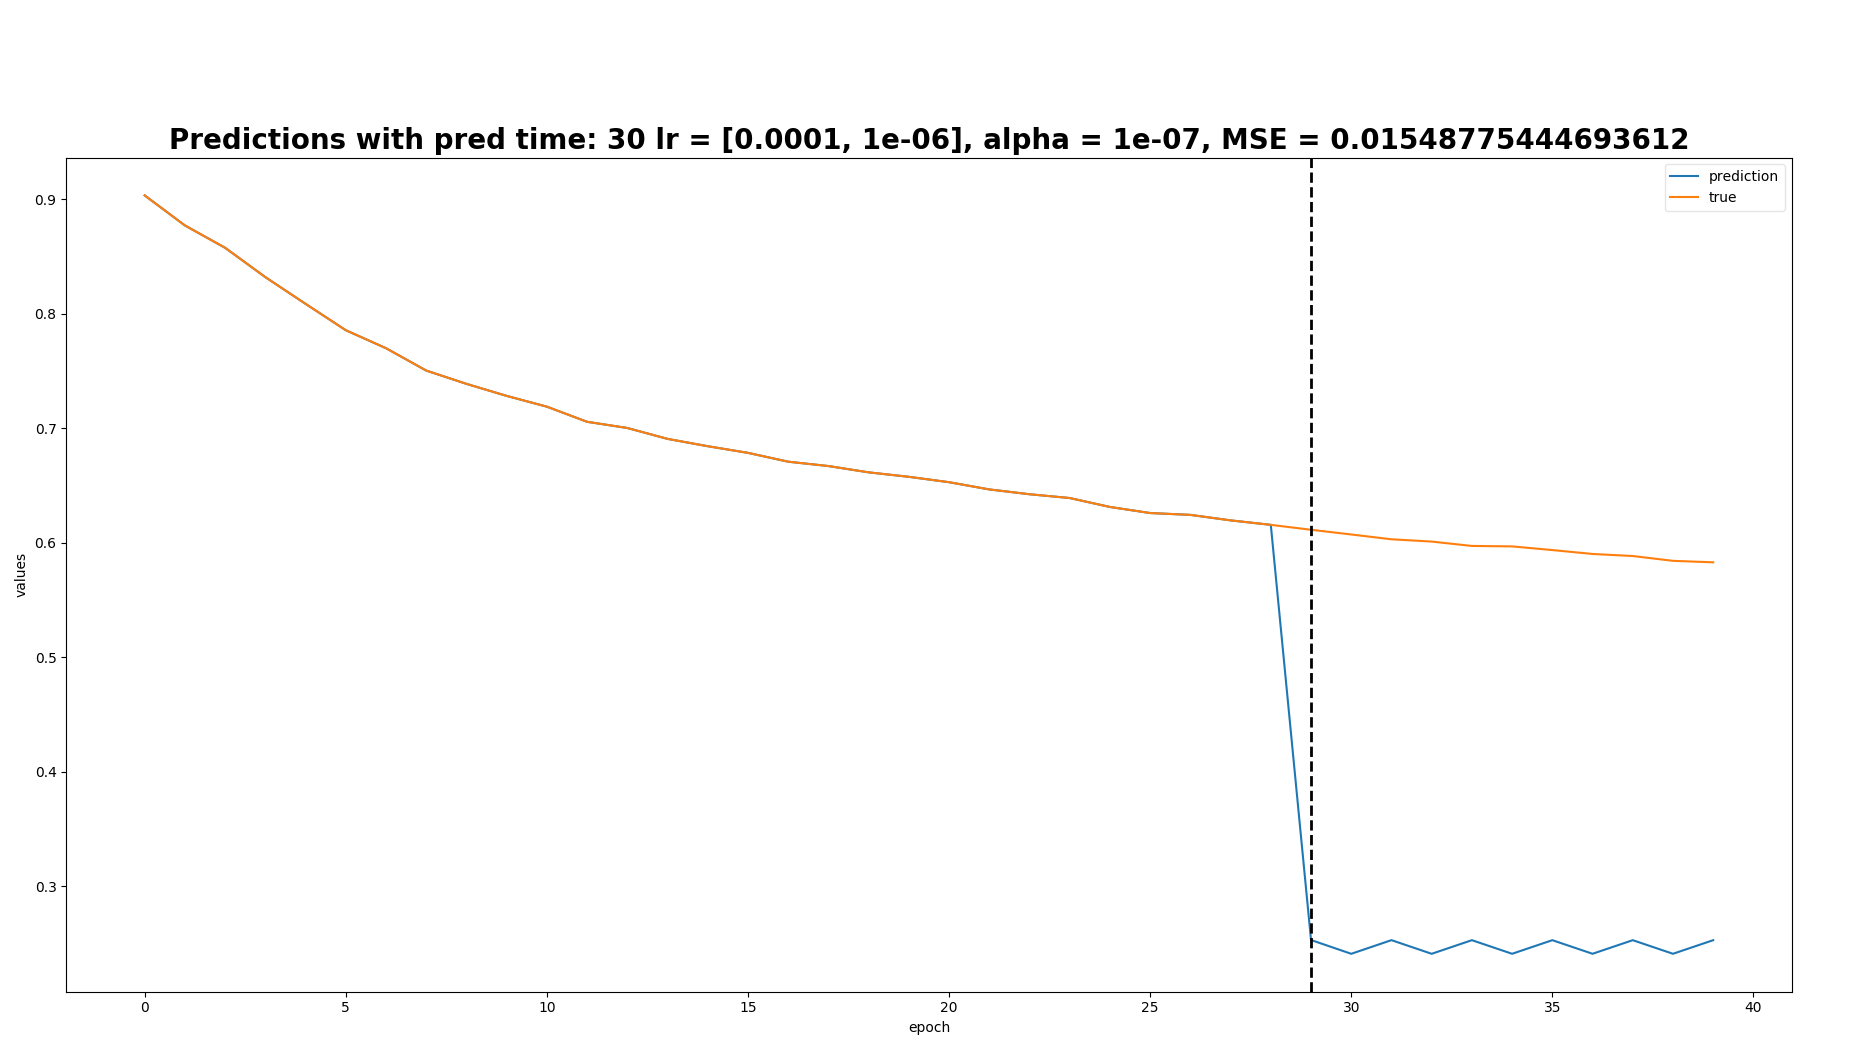 Predictions with pred time: 30 lr = [0.0001, 1e-06], alpha = 1e-07, MSE = 0.01548775444693612
prediction
true
0.9
0.8
0.7
0.6
0.5
0.4
0.3
values
0 5 10 15 20 25 30 35 40
epoch